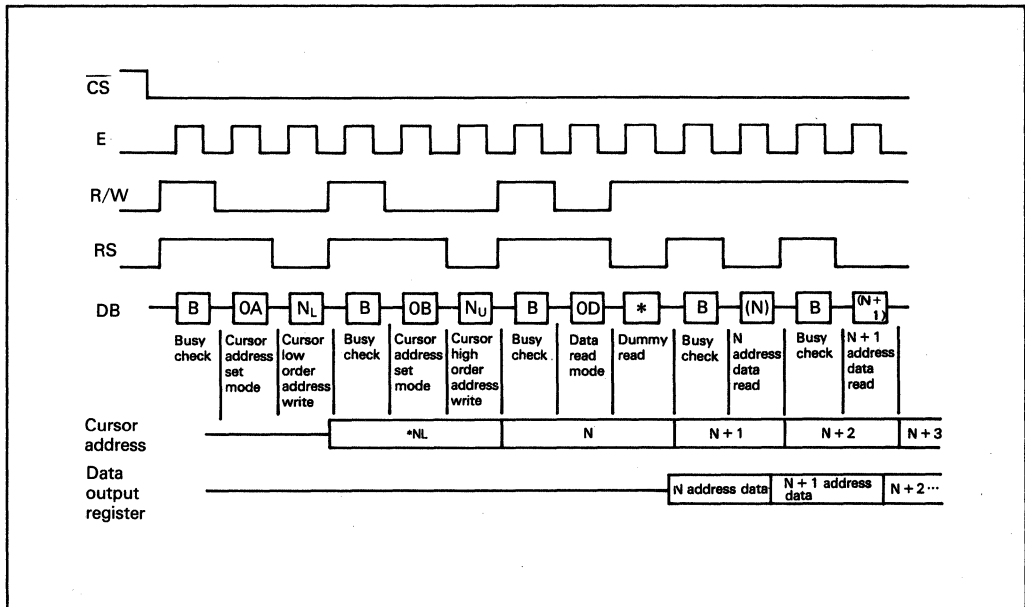 CS
E
R/W
RS
DB
B
0A
NL
B
0B
NU
B
0D
*
B
(N)
B
(N+
1)
Busy
check
Cursor
address
set
mode
Cursor
low
order
address
write
Busy
check
Cursor
address
set
mode
Cursor
high
order
address
write
Busy
check
Data
read
mode
Dummy
read
Busy
check
N
address
data
read
Busy
check
N + 1
address
data
read
Cursor
address
*NL
N
N + 1
N + 2
N + 3
Data
output
register
N address data
N + 1 address
data
N + 2 ...